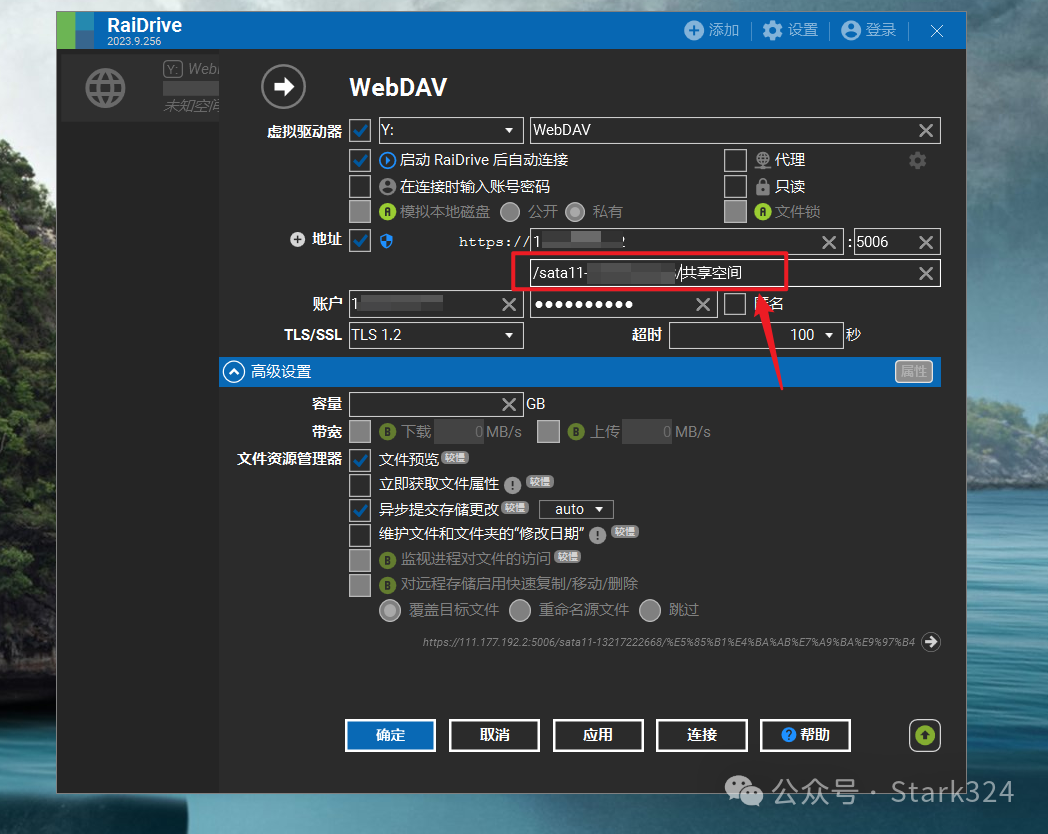 RaiDrive
2023.9.256
添加 设置 登录
Y: WebD
未知空间
WebDAV
虚拟驱动器 Y: WebDAV
启动 RaiDrive 后自动连接 代理
在连接时输入账号密码 只读
A 模拟本地磁盘 公开 私有 A 文件锁
地址 https:// 1 2 : 5006
/sata11- /共享空间
账户 1 ●●●●●●●●●● 匿名
TLS/SSL TLS 1.2 超时 100 秒
高级设置 属性
容量 GB
带宽 B 下载 0 MB/s B 上传 0 MB/s
文件资源管理器 文件预览 较慢
立即获取文件属性 ! 较慢
异步提交存储更改 较慢 auto
维护文件和文件夹的“修改日期” ! 较慢
B 监视进程对文件的访问 较慢
B 对远程存储启用快速复制/移动/删除
覆盖目标文件 重命名源文件 跳过
https://111.177.192.2:5006/sata11-13217222668/%E5%85%B1%E4%BA%AB%E7%A9%BA%E9%97%B4
确定 取消 应用 连接 ? 帮助
公众号 · Stark324